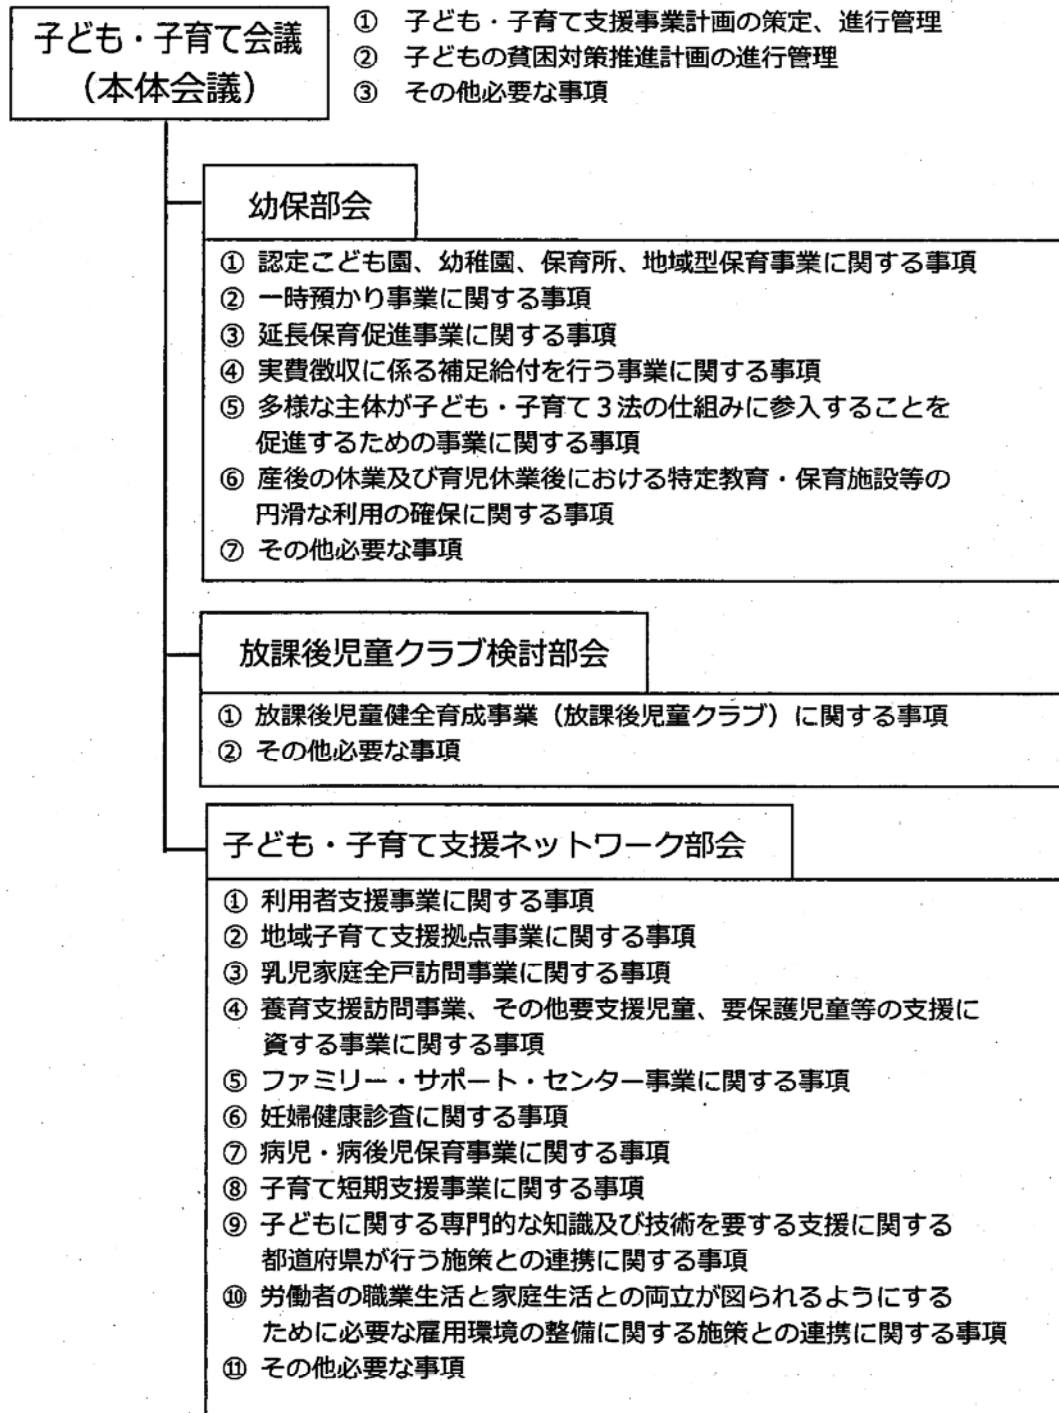 子ども・子育て会議
（本体会議）
① 子ども・子育て支援事業計画の策定、進行管理
② 子どもの貧困対策推進計画の進行管理
③ その他必要な事項
幼保部会
① 認定こども園、幼稚園、保育所、地域型保育事業に関する事項
② 一時預かり事業に関する事項
③ 延長保育促進事業に関する事項
④ 実費徴収に係る補足給付を行う事業に関する事項
⑤ 多様な主体が子ども・子育て３法の仕組みに参入することを
促進するための事業に関する事項
⑥ 産後の休業及び育児休業後における特定教育・保育施設等の
円滑な利用の確保に関する事項
⑦ その他必要な事項
放課後児童クラブ検討部会
① 放課後児童健全育成事業（放課後児童クラブ）に関する事項
② その他必要な事項
子ども・子育て支援ネットワーク部会
① 利用者支援事業に関する事項
② 地域子育て支援拠点事業に関する事項
③ 乳児家庭全戸訪問事業に関する事項
④ 養育支援訪問事業、その他要支援児童、要保護児童等の支援に
資する事業に関する事項
⑤ ファミリー・サポート・センター事業に関する事項
⑥ 妊婦健康診査に関する事項
⑦ 病児・病後児保育事業に関する事項
⑧ 子育て短期支援事業に関する事項
⑨ 子どもに関する専門的な知識及び技術を要する支援に関する
都道府県が行う施策との連携に関する事項
⑩ 労働者の職業生活と家庭生活との両立が図られるようにする
ために必要な雇用環境の整備に関する施策との連携に関する事項
⑪ その他必要な事項